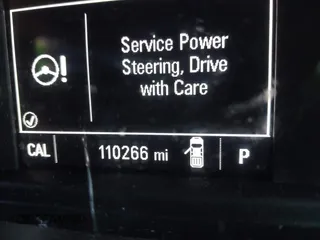 Service Power
Steering, Drive
with Care
CAL 110266 mi P